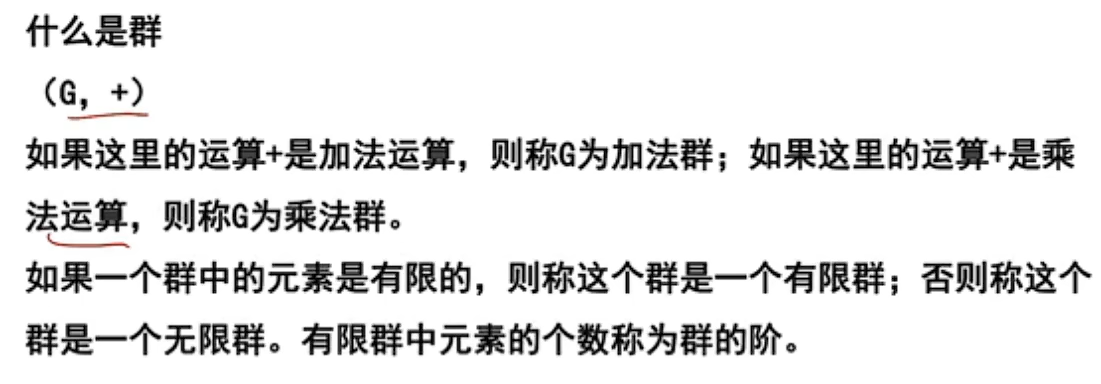 什么是群
（G，+）
如果这里的运算+是加法运算，则称G为加法群；如果这里的运算+是乘
法运算，则称G为乘法群。
如果一个群中的元素是有限的，则称这个群是一个有限群；否则称这个
群是一个无限群。有限群中元素的个数称为群的阶。